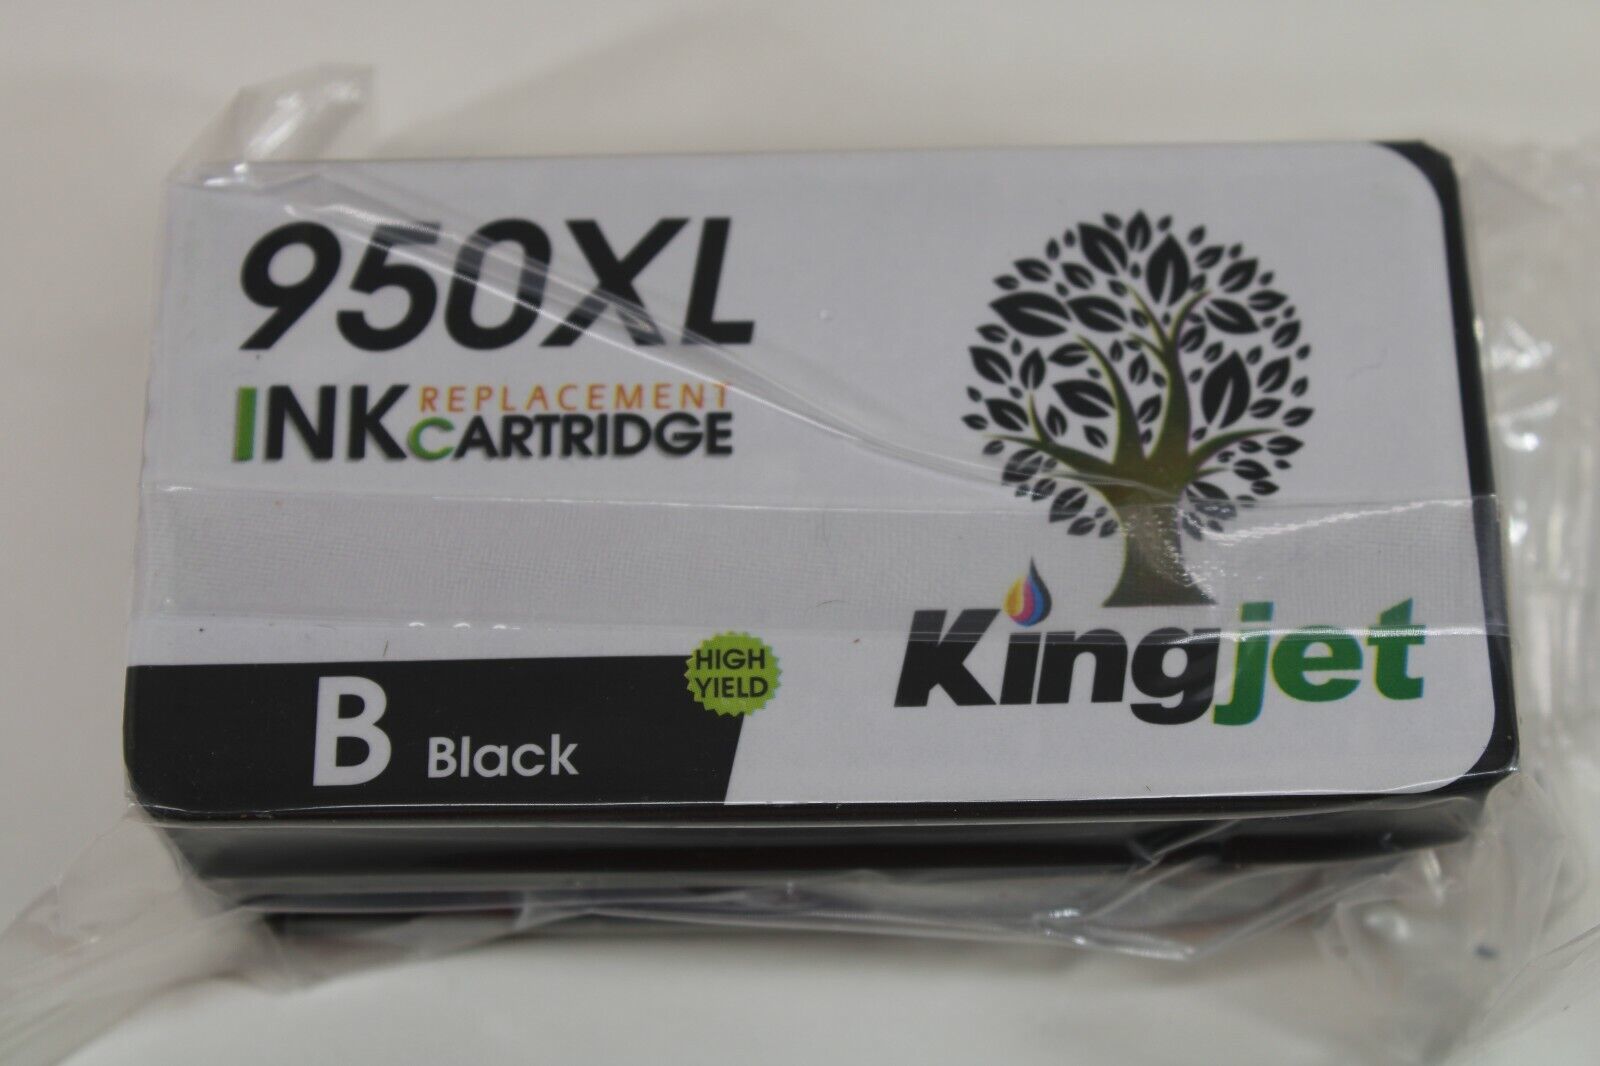 950XL
INK REPLACEMENT
CARTRIDGE
HIGH
YIELD
B Black
Kingjet